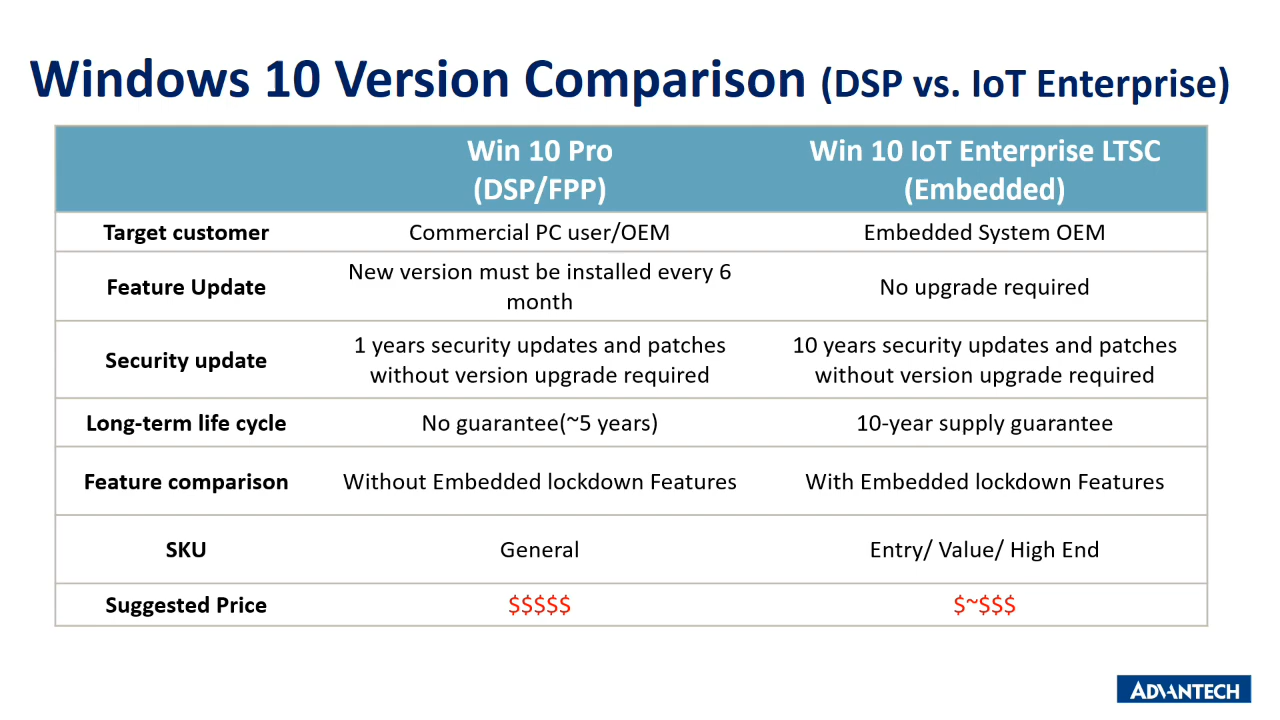 Windows 10 Version Comparison (DSP vs. IoT Enterprise)
Win 10 Pro
(DSP/FPP)
Win 10 IoT Enterprise LTSC
(Embedded)
Target customer
Commercial PC user/OEM
Embedded System OEM
Feature Update
New version must be installed every 6
month
No upgrade required
Security update
1 years security updates and patches
without version upgrade required
10 years security updates and patches
without version upgrade required
Long-term life cycle
No guarantee(~5 years)
10-year supply guarantee
Feature comparison
Without Embedded lockdown Features
With Embedded lockdown Features
SKU
General
Entry/ Value/ High End
Suggested Price
$$$$$
$~$$$
ADVANTECH